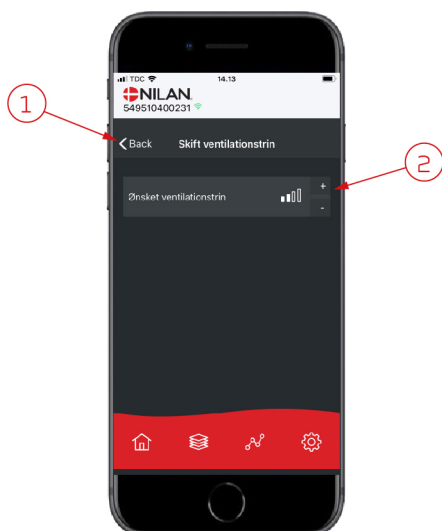 TDC 14.13
NILAN
549510400231
Back Skift ventilationstrin
Ønsket ventilationstrin
+
-
1
2